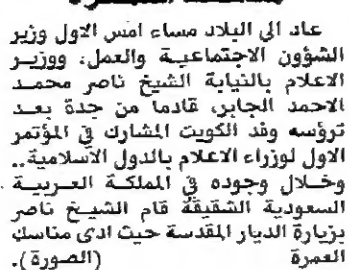 عاد الي البلاد مساء امس الاول وزير
الشؤون الاجتماعية والعمل، ووزير
الاعلام بالنيابة الشيخ ناصر محمد
الاحمد الجابر، قادما من جدة بعد
ترؤسه وفد الكويت المشارك في المؤتمر
الاول لوزراء الاعلام بالدول الاسلامية..
وخلال وجوده في المملكة العربية
السعودية الشقيقة قام الشيخ ناصر
بزيارة الديار المقدسة حيث ادى مناسك
العمرة (الصورة).